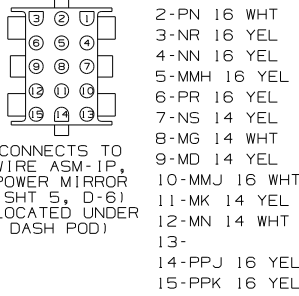 3 2 1
6 5 4
9 8 7
12 11 10
15 14 13
CONNECTS TO
WIRE ASM-IP,
POWER MIRROR
SHT 5, D-6)
LOCATED UNDER
DASH POD)
2-PN 16 WHT
3-NR 16 YEL
4-NN 16 YEL
5-MMH 16 YEL
6-PR 16 YEL
7-NS 14 YEL
8-MG 14 WHT
9-MD 14 YEL
10-MMJ 16 WHT
11-MK 14 YEL
12-MN 14 WHT
13-
14-PPJ 16 YEL
15-PPK 16 YEL